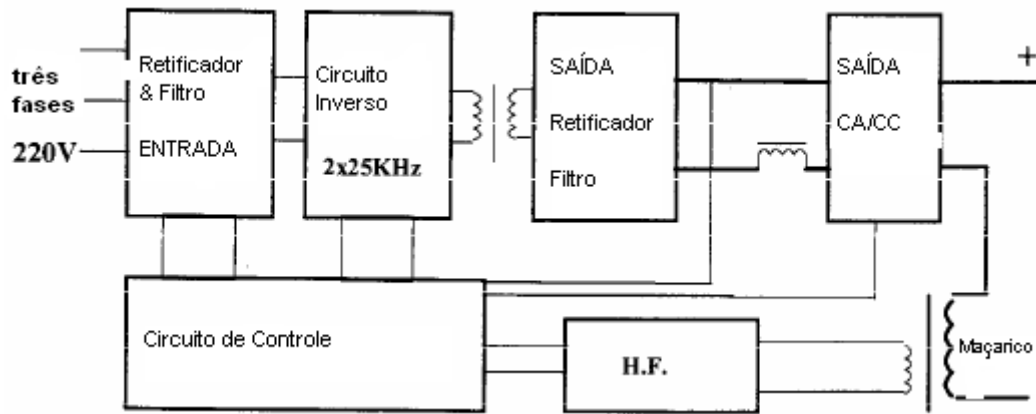 três
fases
220V
Retificador
& Filtro
ENTRADA
Circuito
Inverso
2x25KHz
SAÍDA
Retificador
Filtro
SAÍDA
CA/CC
+
Circuito de Controle
H.F.
Maçarico